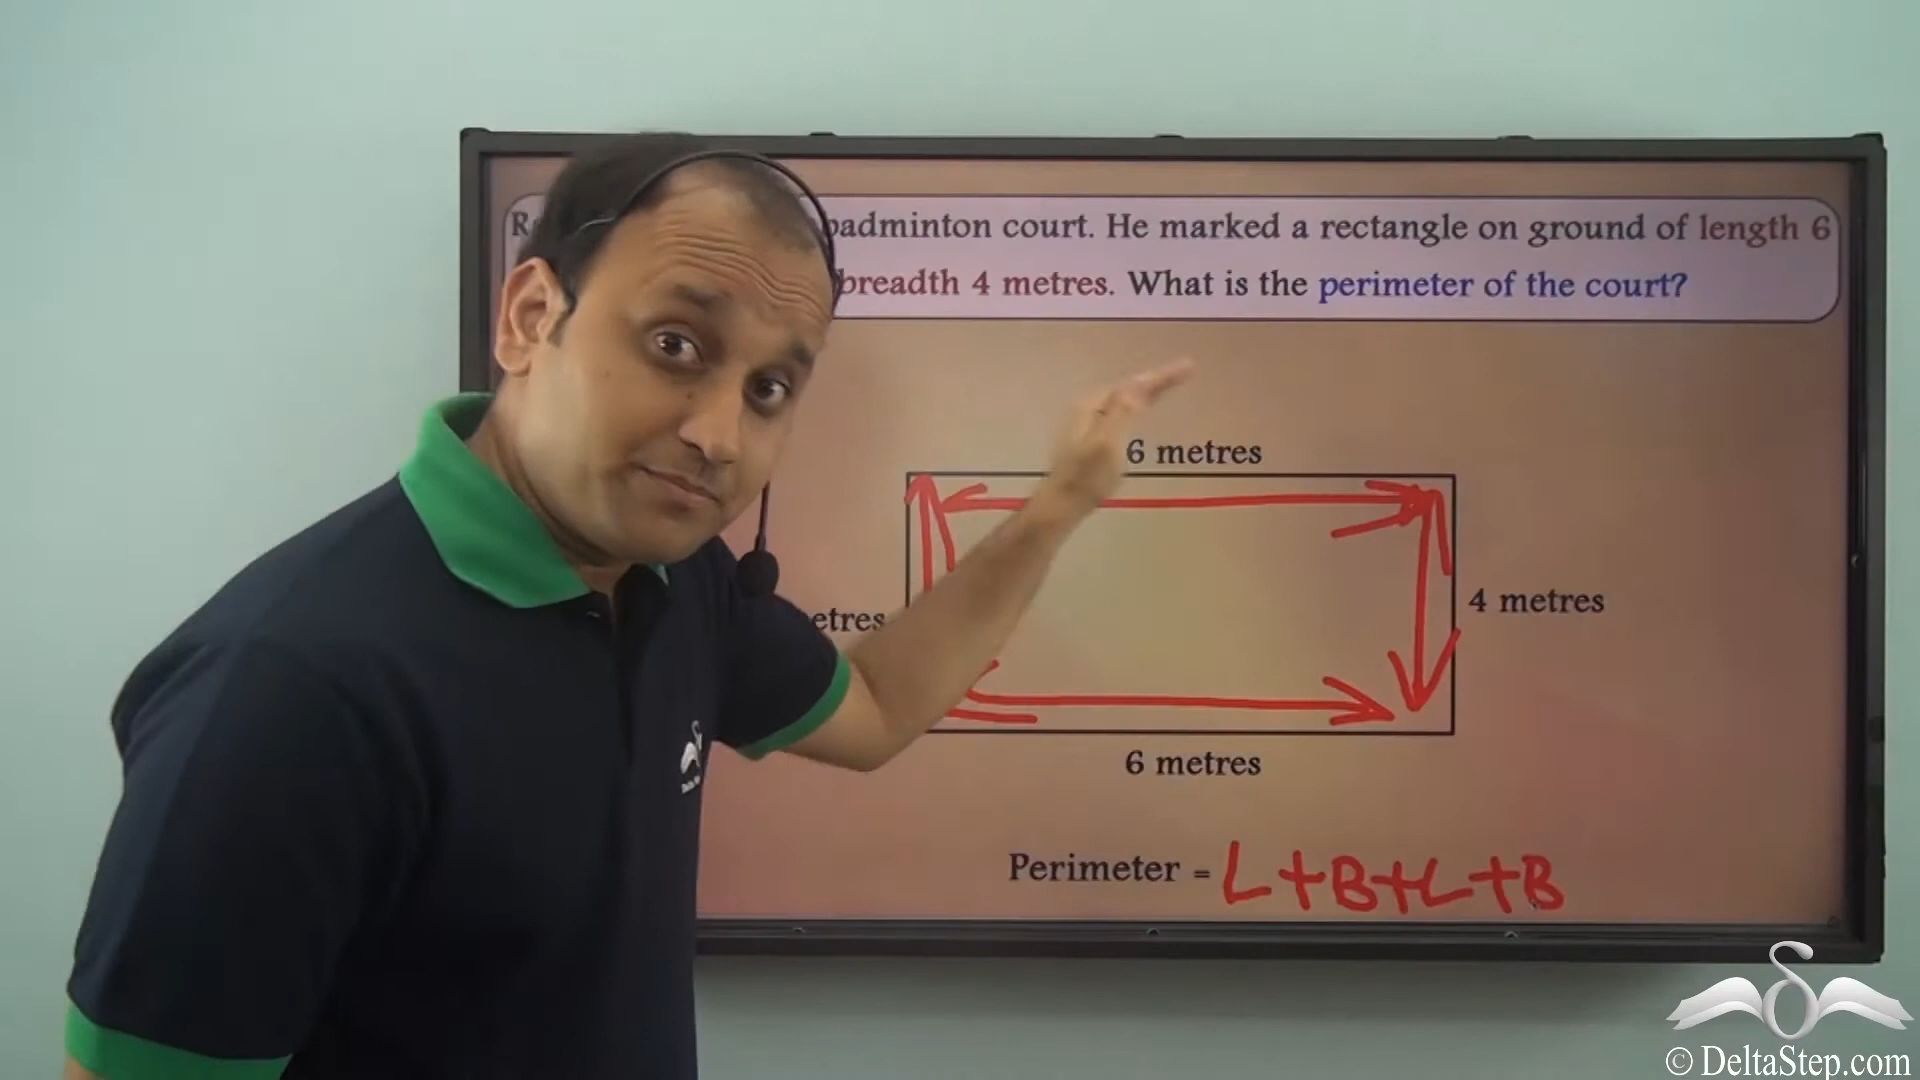 badminton court. He marked a rectangle on ground of length 6
breadth 4 metres. What is the perimeter of the court?
6 metres
4 metres
etres
6 metres
Perimeter = L+B+L+B
© DeltaStep.com